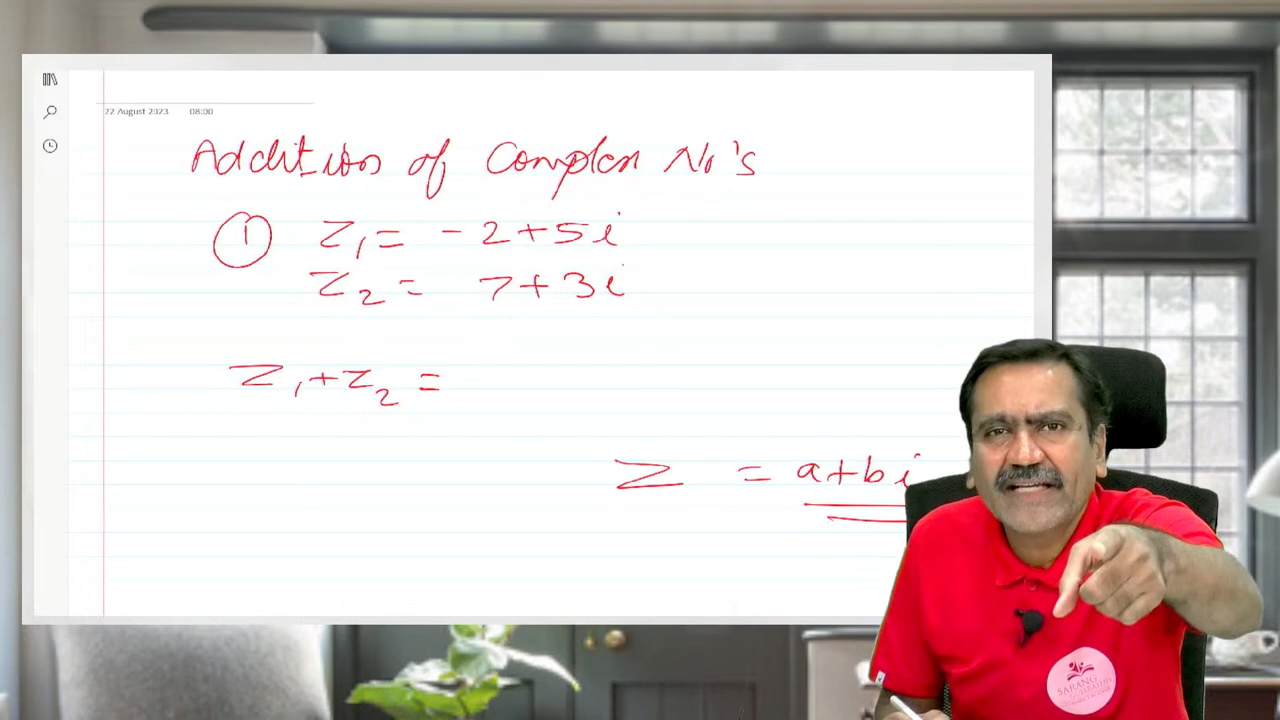 22 August 2023 08:00
Addition of Complex No's
1 Z1 = -2+5i
Z2 = 7+3i
Z1+Z2 =
Z = a+bi
SARANG